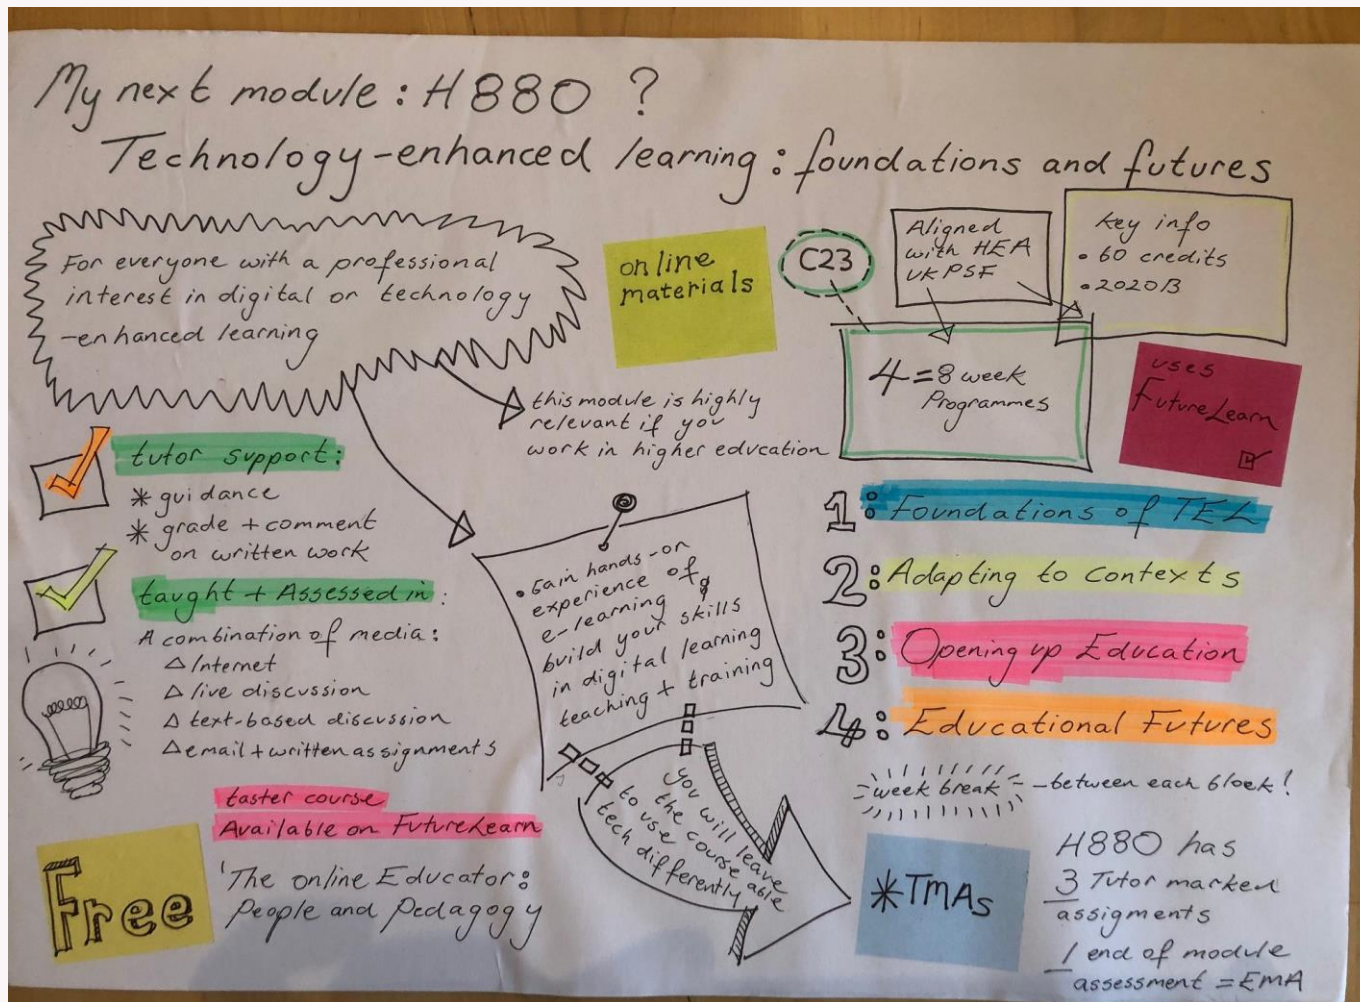 My next module : H880 ?
Technology-enhanced learning : foundations and futures
For everyone with a professional
interest in digital or technology
-enhanced learning
online
materials
C23
Aligned
with HEA
UKPSF
Key info
• 60 credits
• 2020B
4 = 8 week
Programmes
uses
FutureLearn
this module is highly
relevant if you
work in higher education
tutor support:
* guidance
* grade + comment
on written work
taught + Assessed in:
A combination of media:
△ Internet
△ live discussion
△ text-based discussion
△ email + written assignments
• Gain hands-on
experience of
e-learning &
build your skills
in digital learning
teaching + training
you will leave
the course able
to use
tech differently
1: Foundations of TEL
2: Adapting to contexts
3: Opening up Education
4: Educational Futures
week break - between each block!
taster course
Available on FutureLearn
Free
'The online Educator:
People and Pedagogy
*TMAs
H880 has
3 Tutor marked
assigments
1 end of module
assessment = EMA